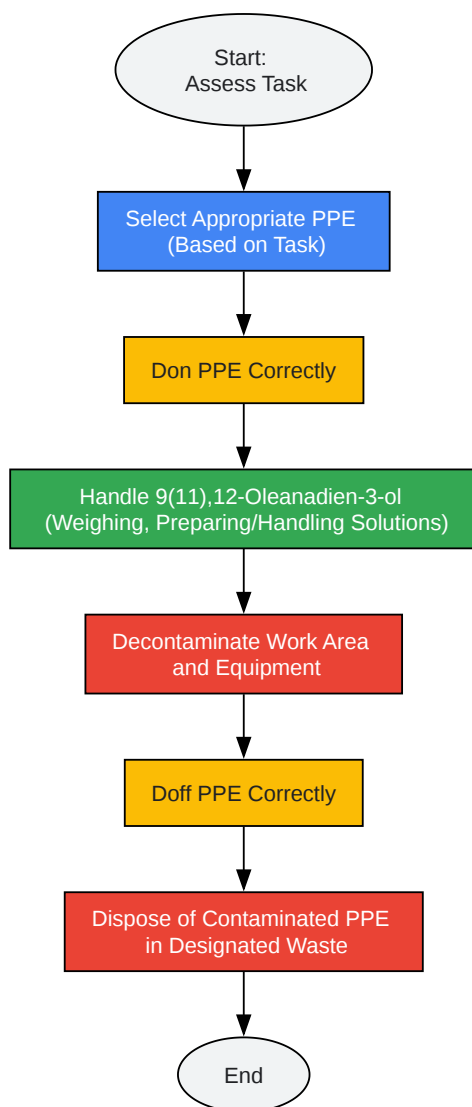 Start:
Assess Task
Select Appropriate PPE
(Based on Task)
Don PPE Correctly
Handle 9(11),12-Oleanadien-3-ol
(Weighing, Preparing/Handling Solutions)
Decontaminate Work Area
and Equipment
Doff PPE Correctly
Dispose of Contaminated PPE
in Designated Waste
End